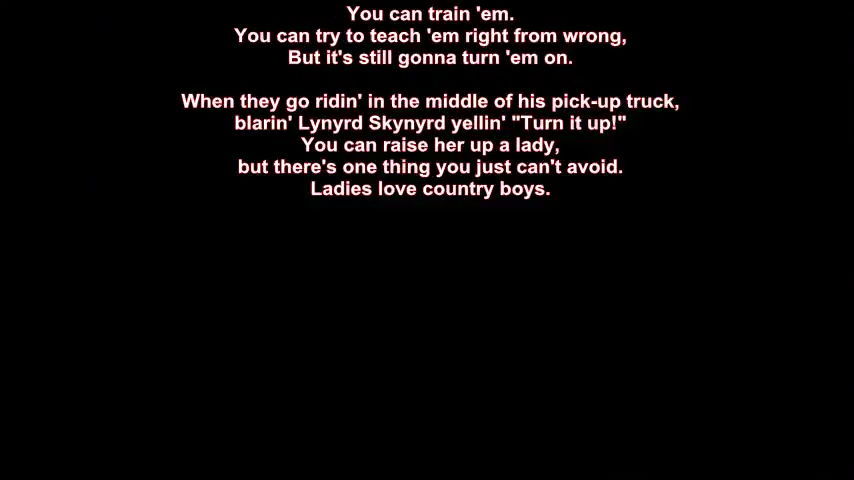 You can train 'em.
You can try to teach 'em right from wrong,
But it's still gonna turn 'em on.
When they go ridin' in the middle of his pick-up truck,
blarin' Lynyrd Skynyrd yellin' "Turn it up!"
You can raise her up a lady,
but there's one thing you just can't avoid.
Ladies love country boys.